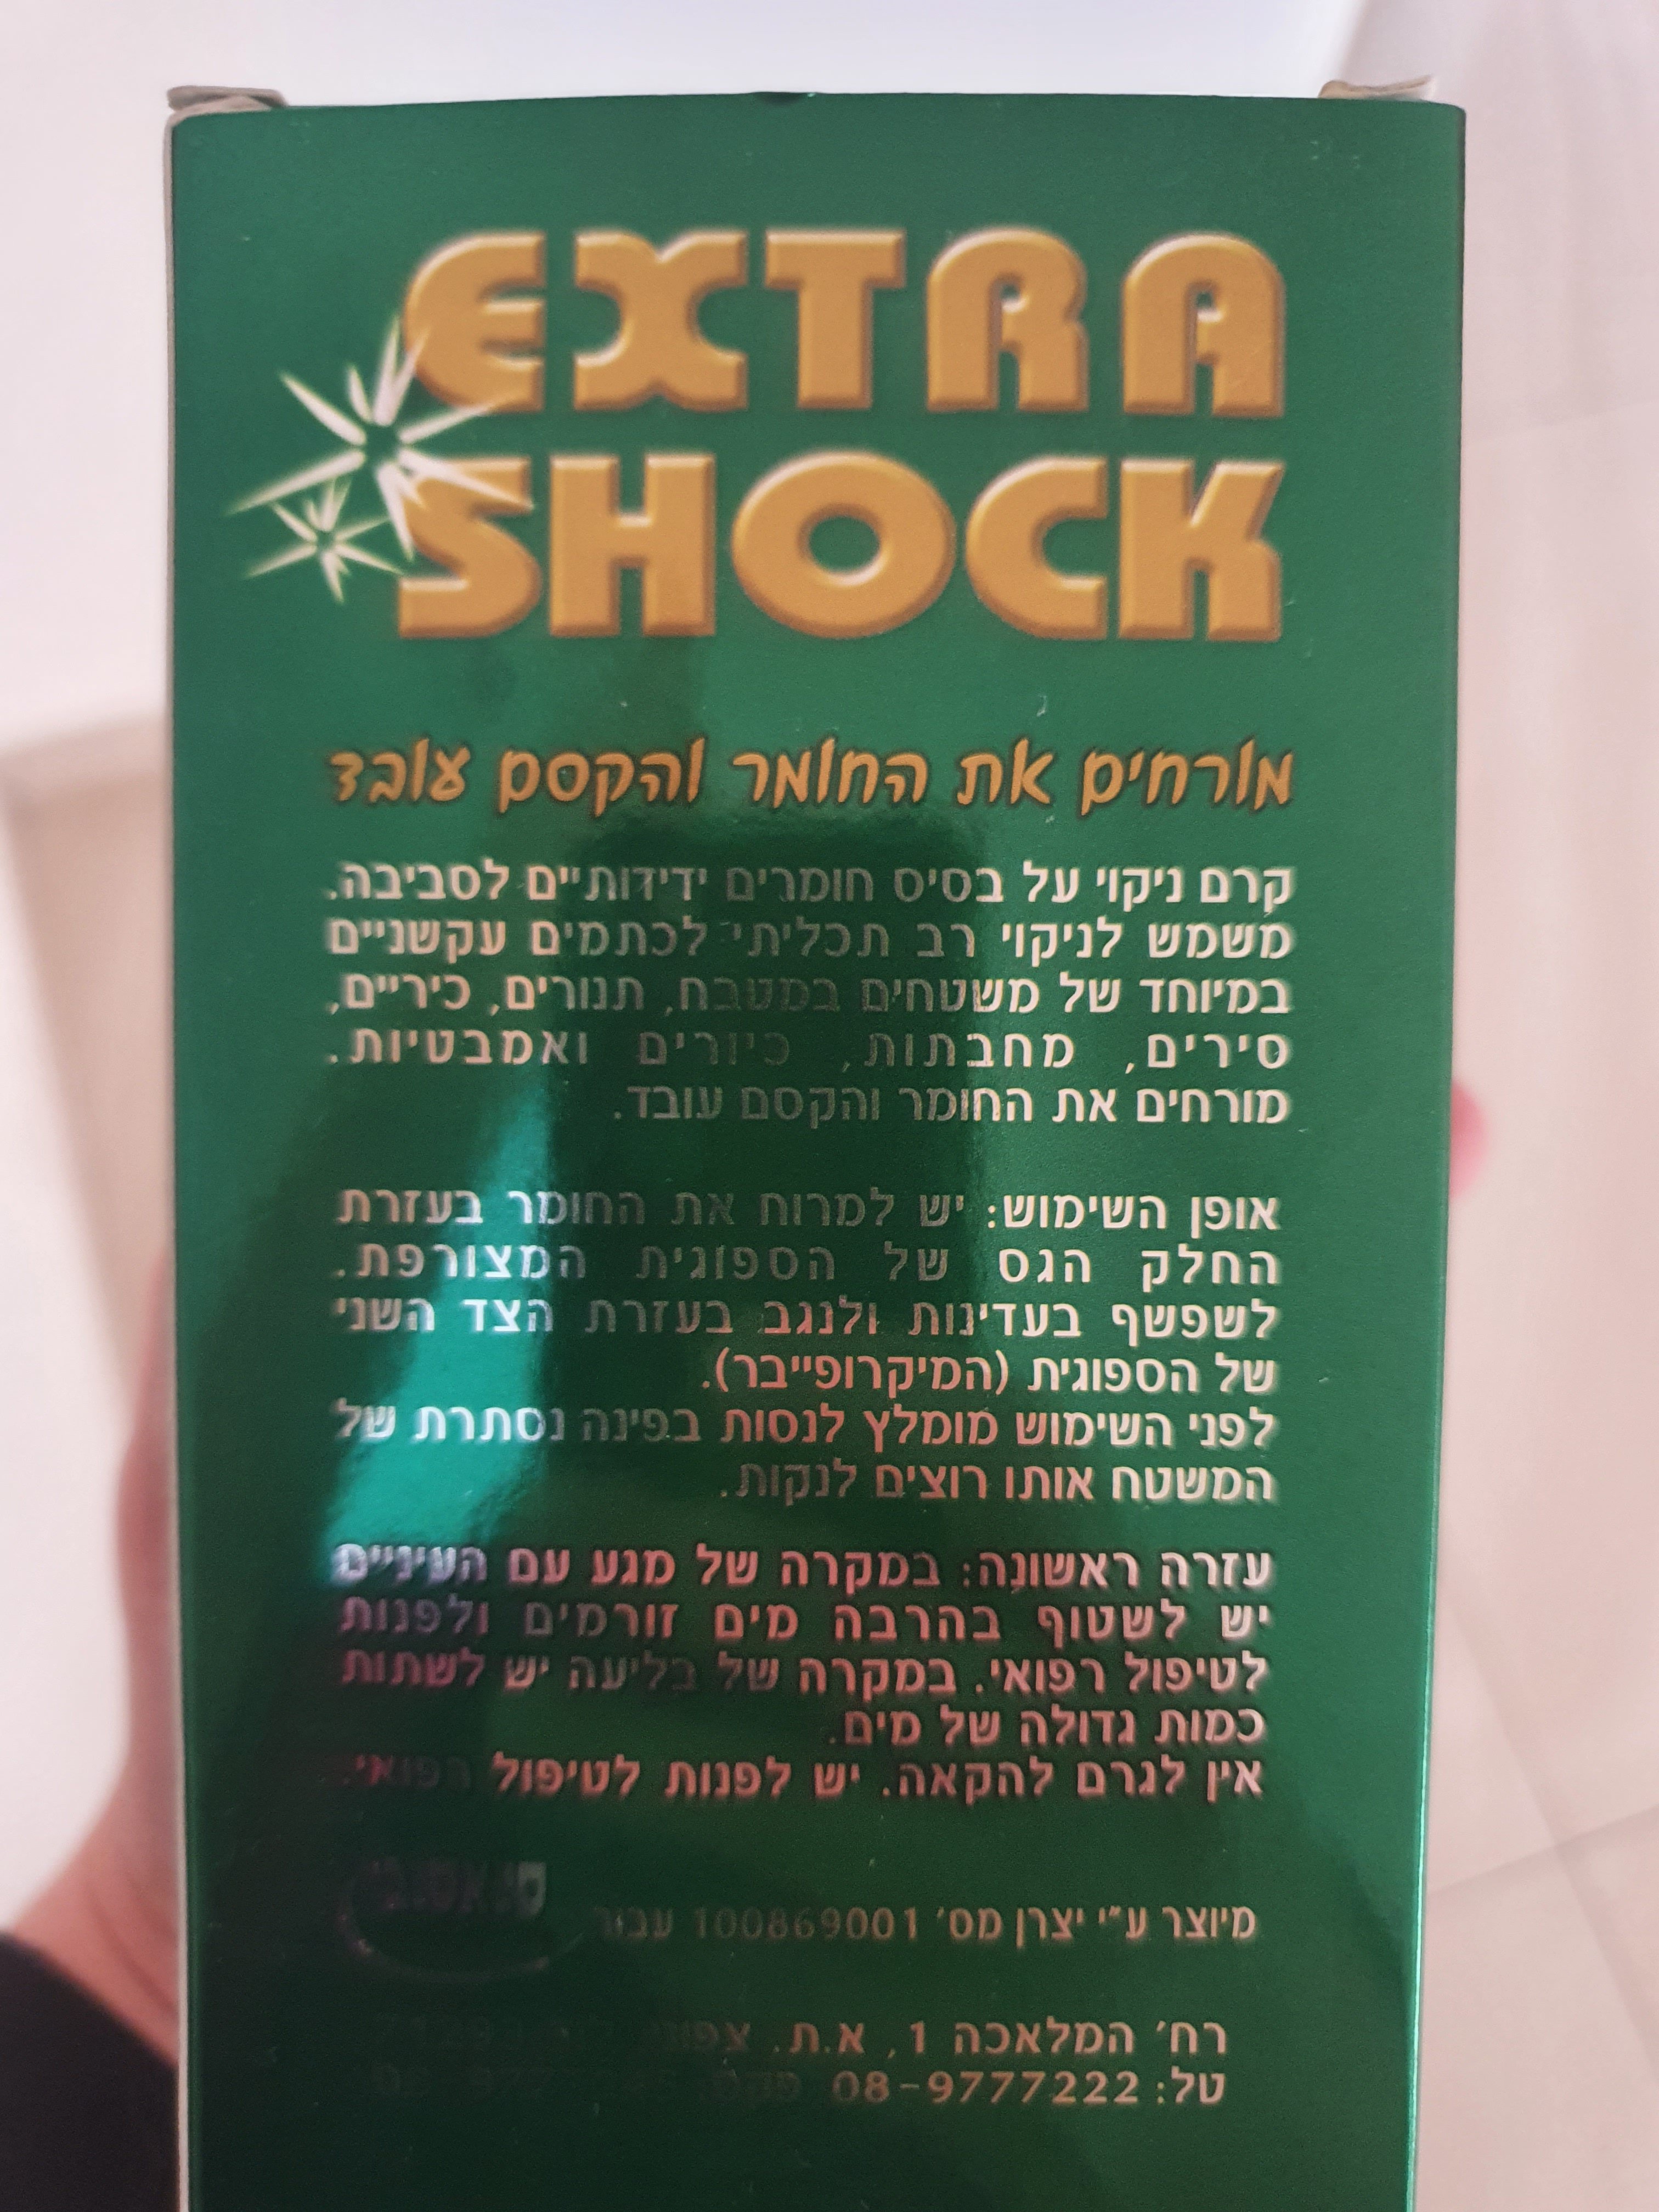 EXTRA
SHOCK
מורחים את החומר והקסם עובד
קרם ניקוי על בסיס חומרים ידידותיים לסביבה.
משמש לניקוי רב תכליתי לכתמים עקשניים
במיוחד של משטחים במטבח, תנורים, כיריים,
סירים, מחבתות, כיורים ואמבטיות.
מורחים את החומר והקסם עובד.
אופן השימוש: יש למרוח את החומר בעזרת
החלק הגס של הספוגית המצורפת.
לשפשף בעדינות ולנגב בעזרת הצד השני
של הספוגית (המיקרופייבר).
לפני השימוש מומלץ לנסות בפינה נסתרת של
המשטח אותו רוצים לנקות.
עזרה ראשונה: במקרה של מגע עם העיניים
יש לשטוף בהרבה מים זורמים ולפנות
לטיפול רפואי. במקרה של בליעה יש לשתות
כמות גדולה של מים.
אין לגרם להקאה. יש לפנות לטיפול רפואי.
מיוצר ע"י יצרן מס' 100869001 עבור
רח' המלאכה 1, א.ת. צפוני
טל: 08-9777222